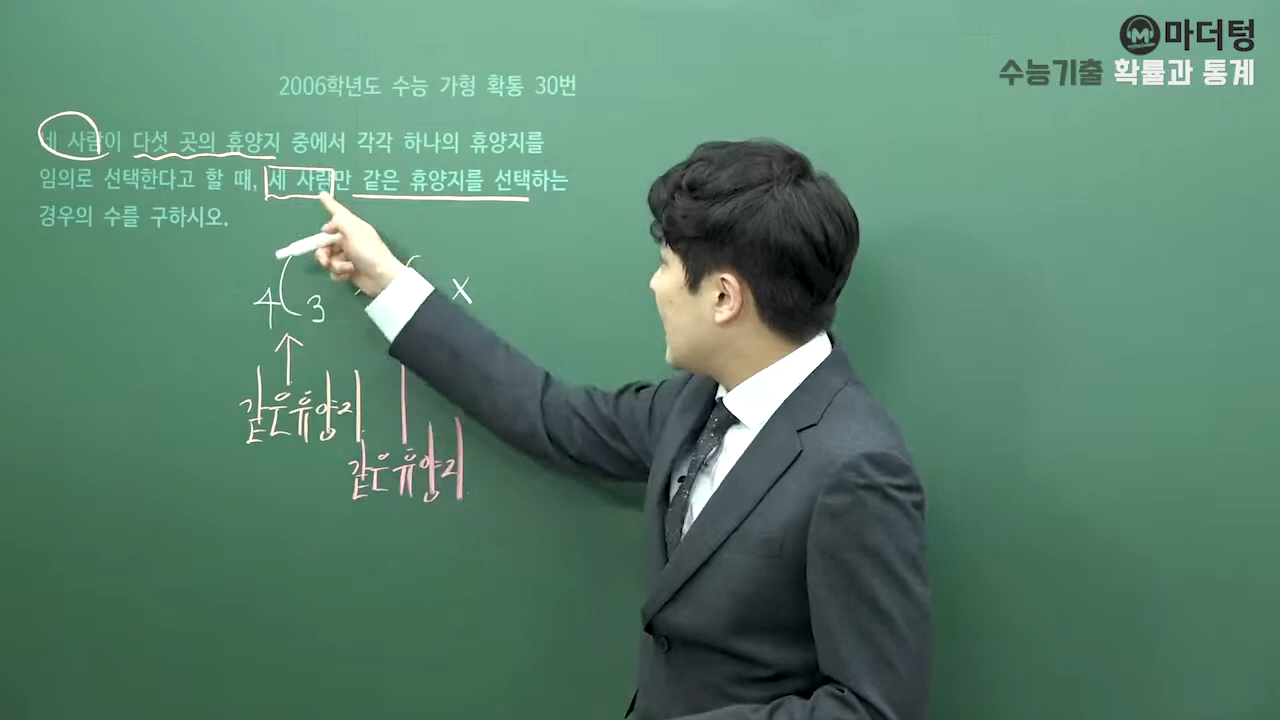 마더텅
수능기출 확률과 통계
2006학년도 수능 가형 확통 30번
네 사람이 다섯 곳의 휴양지 중에서 각각 하나의 휴양지를
임의로 선택한다고 할 때, 세 사람만 같은 휴양지를 선택하는
경우의 수를 구하시오.
4C3 ×
같은휴양지
같은휴양지